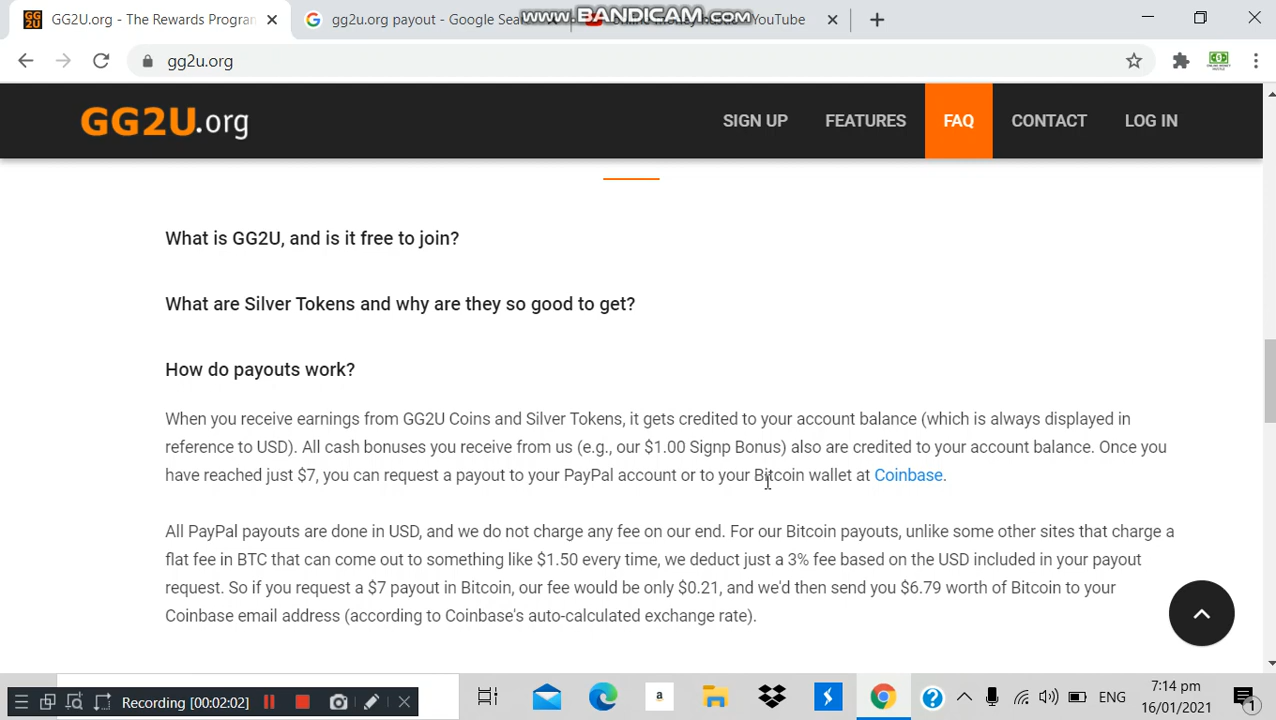 GG2U.org - The Rewards Progra
gg2u.org payout - Google Sea
YouTube
www.BANDICAM.com
gg2u.org
GG2U.org
SIGN UP
FEATURES
FAQ
CONTACT
LOG IN
What is GG2U, and is it free to join?
What are Silver Tokens and why are they so good to get?
How do payouts work?
When you receive earnings from GG2U Coins and Silver Tokens, it gets credited to your account balance (which is always displayed in
reference to USD). All cash bonuses you receive from us (e.g., our $1.00 Signp Bonus) also are credited to your account balance. Once you
have reached just $7, you can request a payout to your PayPal account or to your Bitcoin wallet at Coinbase.
All PayPal payouts are done in USD, and we do not charge any fee on our end. For our Bitcoin payouts, unlike some other sites that charge a
flat fee in BTC that can come out to something like $1.50 every time, we deduct just a 3% fee based on the USD included in your payout
request. So if you request a $7 payout in Bitcoin, our fee would be only $0.21, and we'd then send you $6.79 worth of Bitcoin to your
Coinbase email address (according to Coinbase's auto-calculated exchange rate).
Recording [00:02:02]
ENG
7:14 pm
16/01/2021